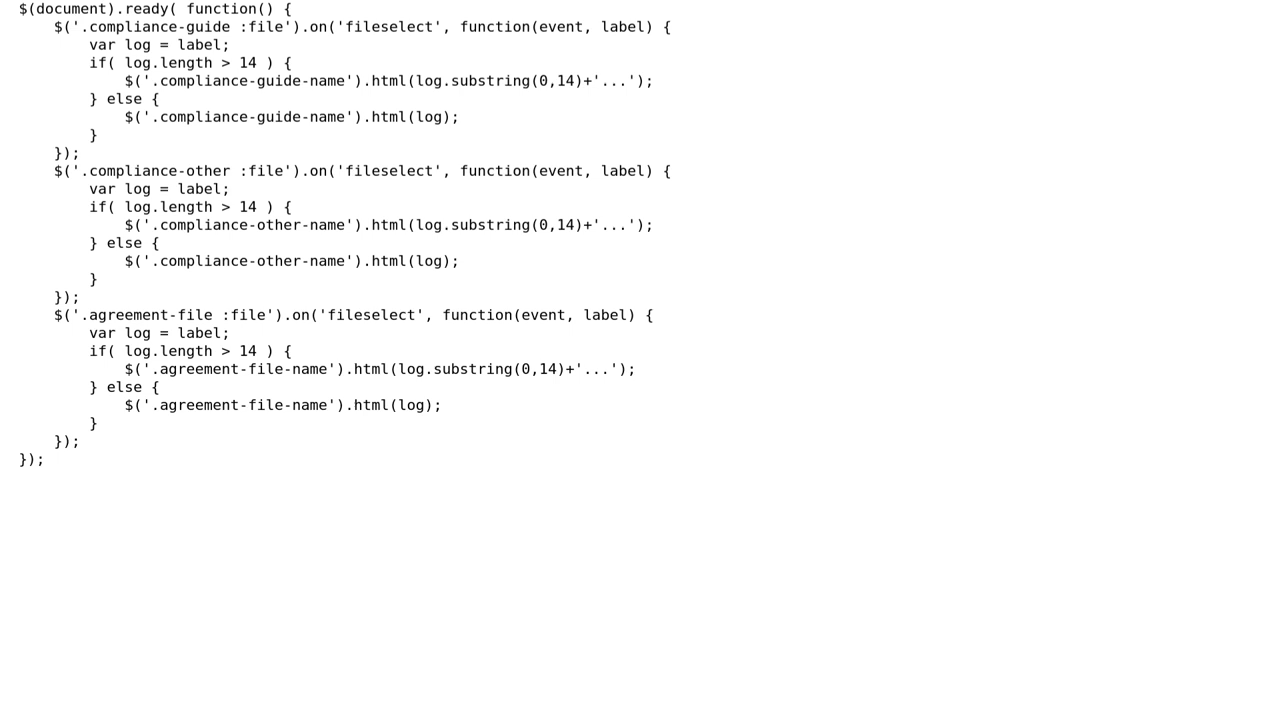 $(document).ready( function() {
    $('.compliance-guide :file').on('fileselect', function(event, label) {
        var log = label;
        if( log.length > 14 ) {
            $('.compliance-guide-name').html(log.substring(0,14)+'...');
        } else {
            $('.compliance-guide-name').html(log);
        }
    });
    $('.compliance-other :file').on('fileselect', function(event, label) {
        var log = label;
        if( log.length > 14 ) {
            $('.compliance-other-name').html(log.substring(0,14)+'...');
        } else {
            $('.compliance-other-name').html(log);
        }
    });
    $('.agreement-file :file').on('fileselect', function(event, label) {
        var log = label;
        if( log.length > 14 ) {
            $('.agreement-file-name').html(log.substring(0,14)+'...');
        } else {
            $('.agreement-file-name').html(log);
        }
    });
});